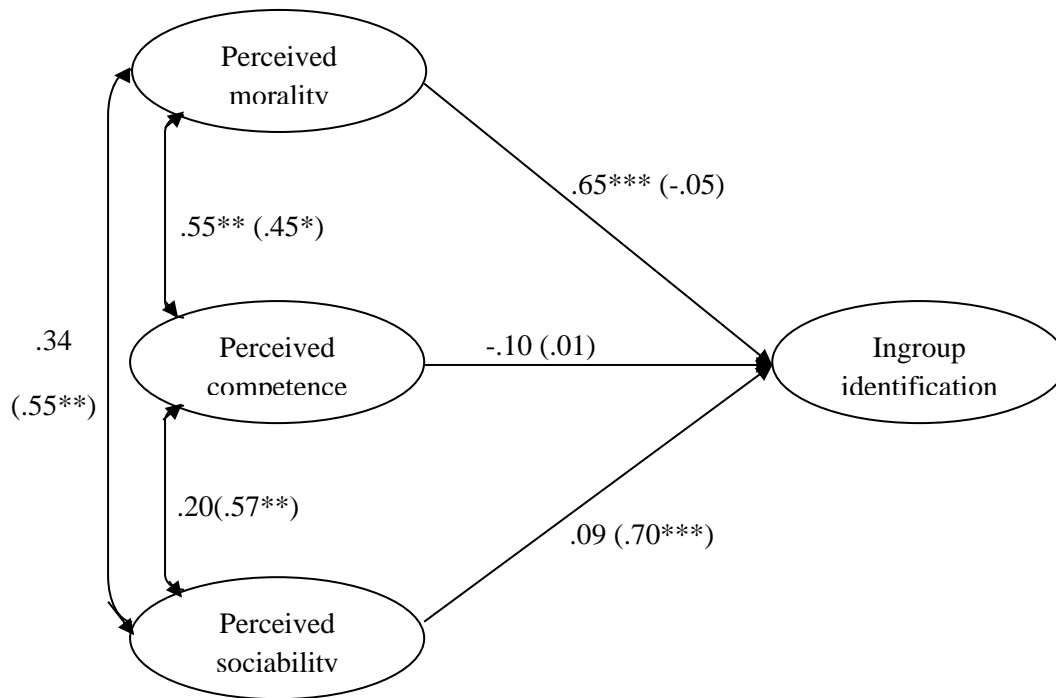 Perceived
morality
.65*** (-.05)
.55** (.45*)
.34
(.55**)
Perceived
competence
-.10 (.01)
Ingroup
identification
.20(.57**)
.09 (.70***)
Perceived
sociability